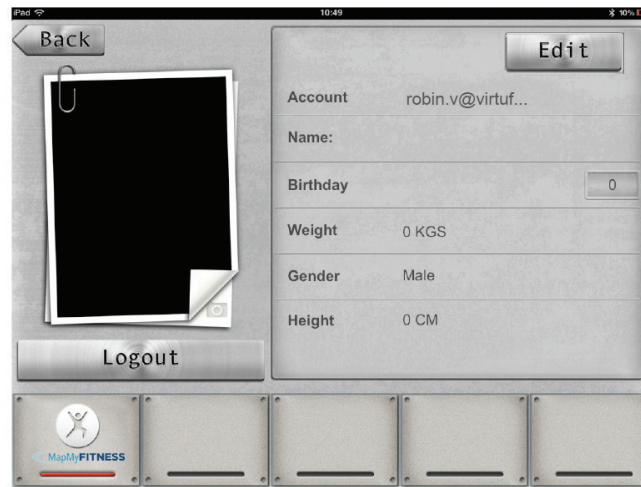 iPad 10:49 10%
Back
Edit
Account robin.v@virtuf...
Name:
Birthday 0
Weight 0 KGS
Gender Male
Height 0 CM
Logout
MapMyFITNESS